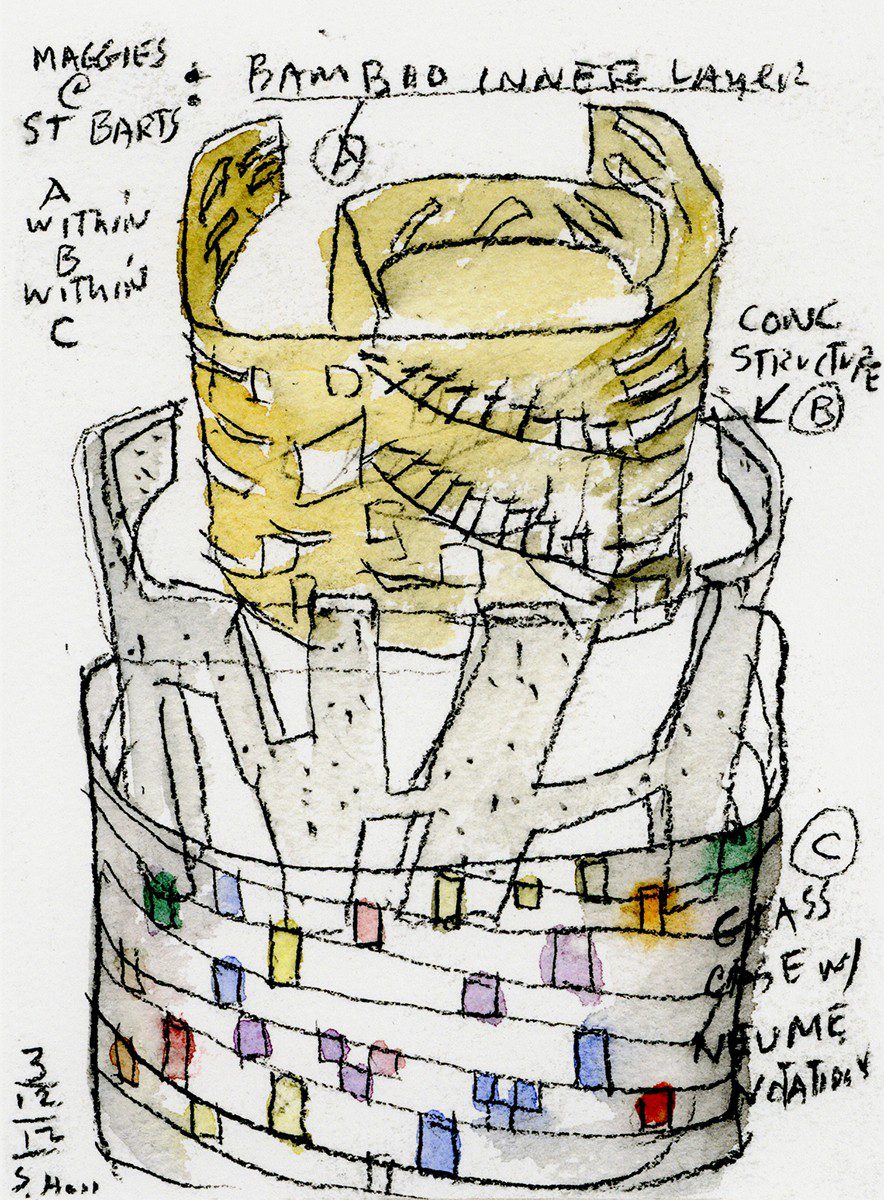 MAGGIES
@
ST BARTS
: BAMBOO INNER LAYER
A
A
WITHIN
B
WITHIN
C
CONC
STRUCTURE
B
C
GLASS
CASE W/
NEUME
NOTATION
3
12
12
S. Holl